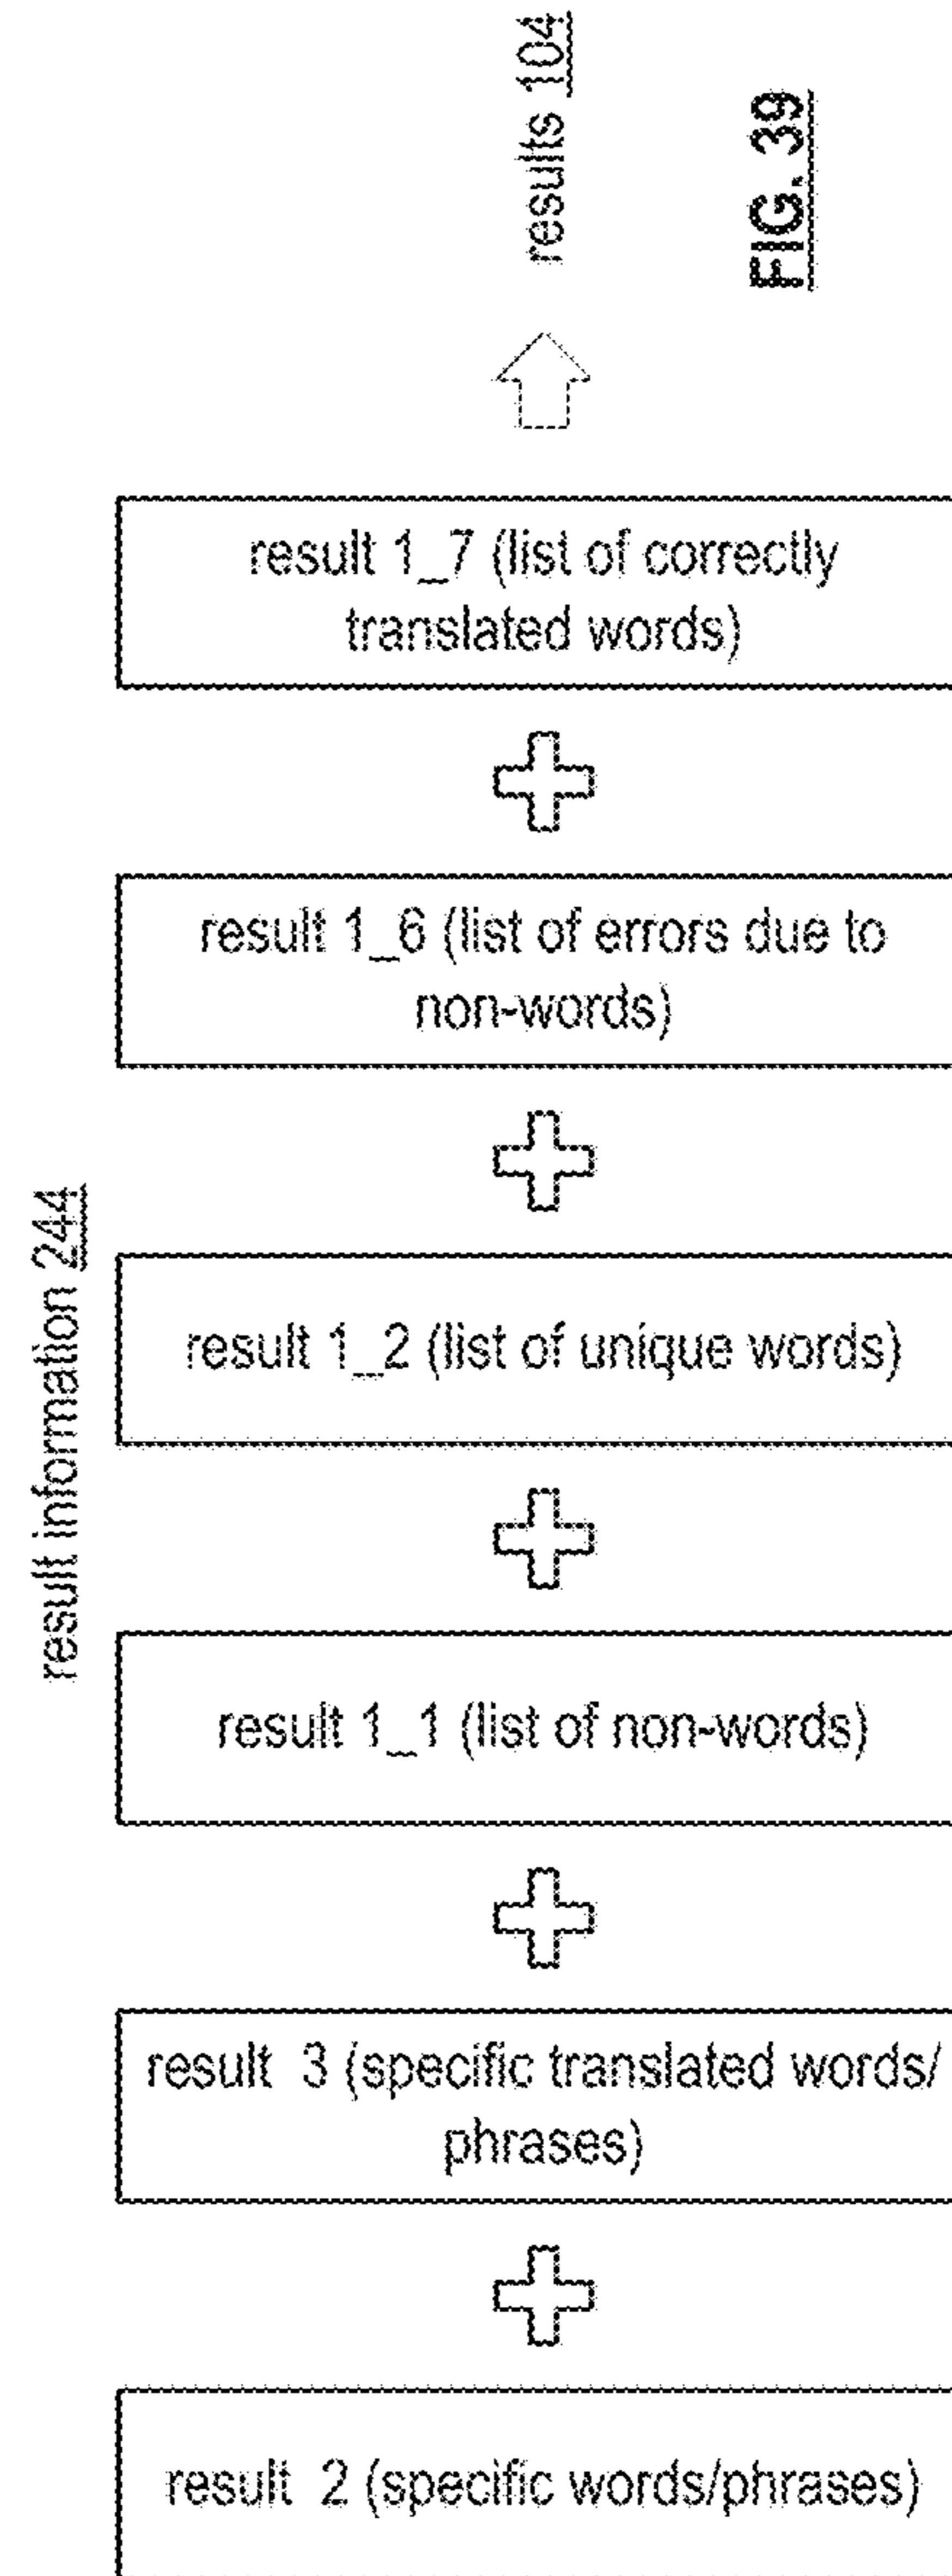 results 104
FIG. 39
result 1_7 (list of correctly
translated words)
result 1_6 (list of errors due to
non-words)
result information 244
result 1_2 (list of unique words)
result 1_1 (list of non-words)
result 3 (specific translated words/
phrases)
result 2 (specific words/phrases)